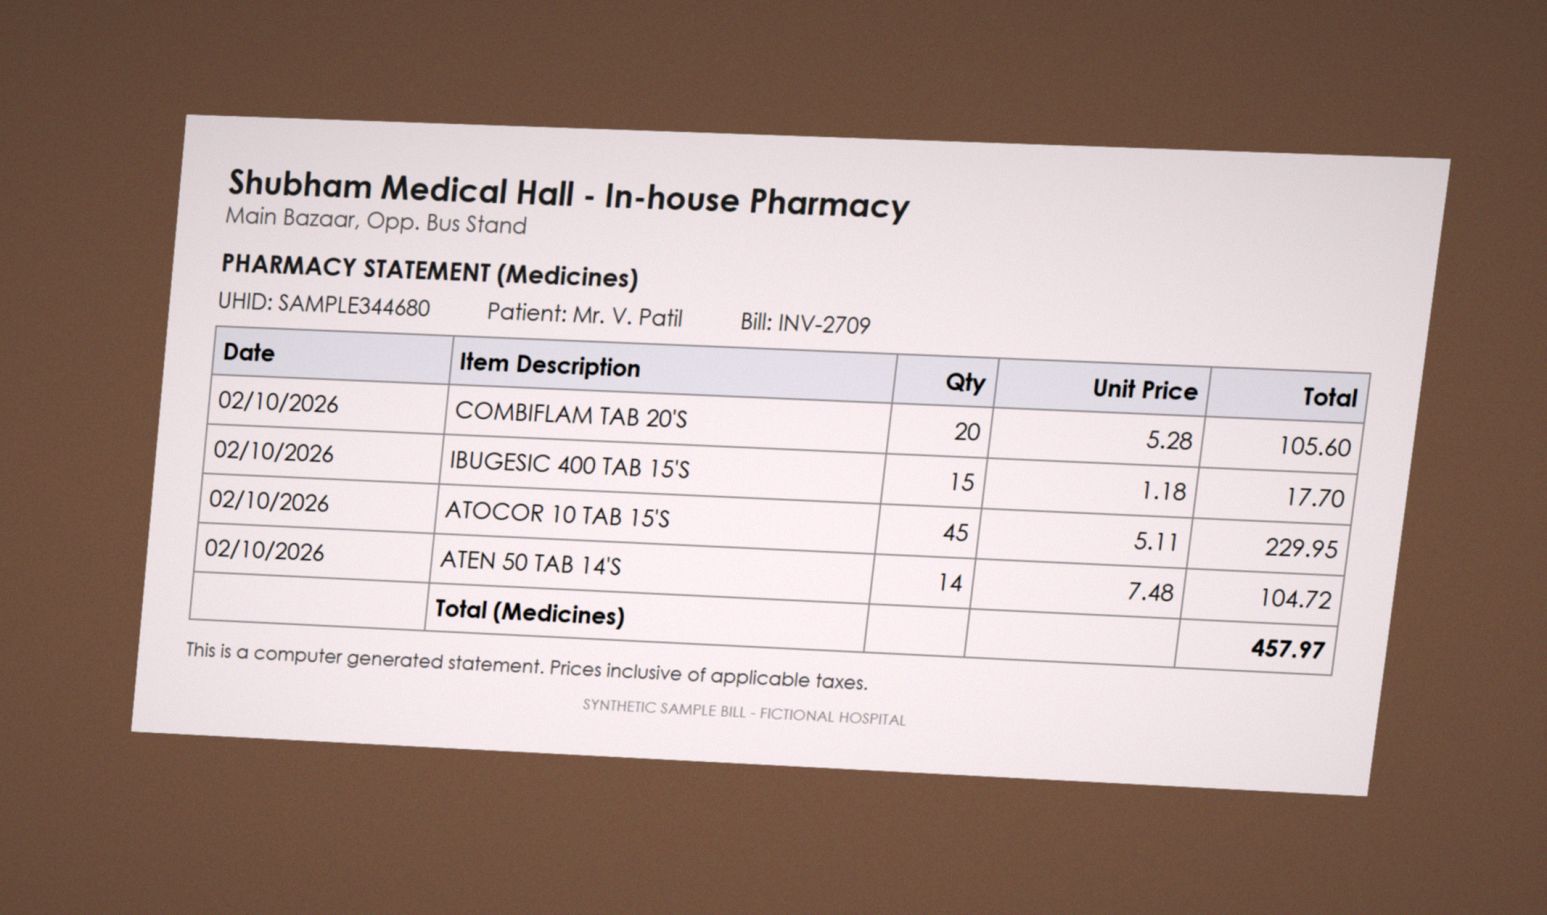 Shubham Medical Hall - In-house Pharmacy
Main Bazaar, Opp. Bus Stand
PHARMACY STATEMENT (Medicines)
UHID: SAMPLE344680 Patient: Mr. V. Patil Bill: INV-2709
Date Item Description Qty Unit Price Total
02/10/2026 COMBIFLAM TAB 20'S 20 5.28 105.60
02/10/2026 IBUGESIC 400 TAB 15'S 15 1.18 17.70
02/10/2026 ATOCOR 10 TAB 15'S 45 5.11 229.95
02/10/2026 ATEN 50 TAB 14'S 14 7.48 104.72
Total (Medicines) 457.97
This is a computer generated statement. Prices inclusive of applicable taxes.
SYNTHETIC SAMPLE BILL - FICTIONAL HOSPITAL